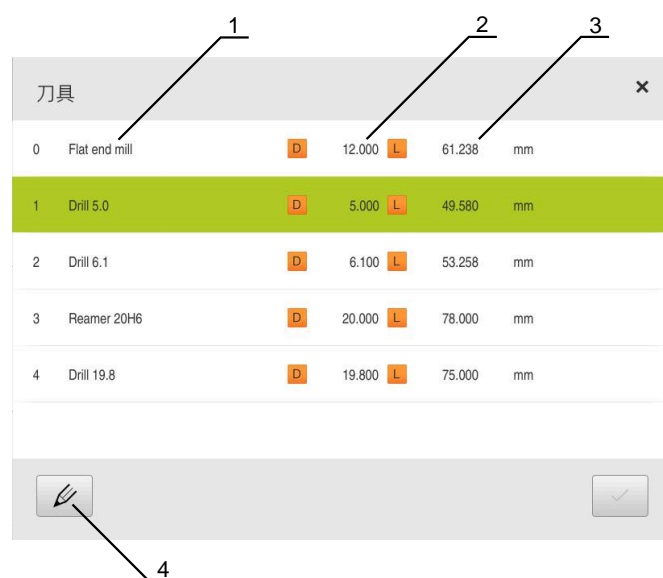 1 2 3
刀具 ×
0 Flat end mill D 12.000 L 61.238 mm
1 Drill 5.0 D 5.000 L 49.580 mm
2 Drill 6.1 D 6.100 L 53.258 mm
3 Reamer 20H6 D 20.000 L 78.000 mm
4 Drill 19.8 D 19.800 L 75.000 mm
4